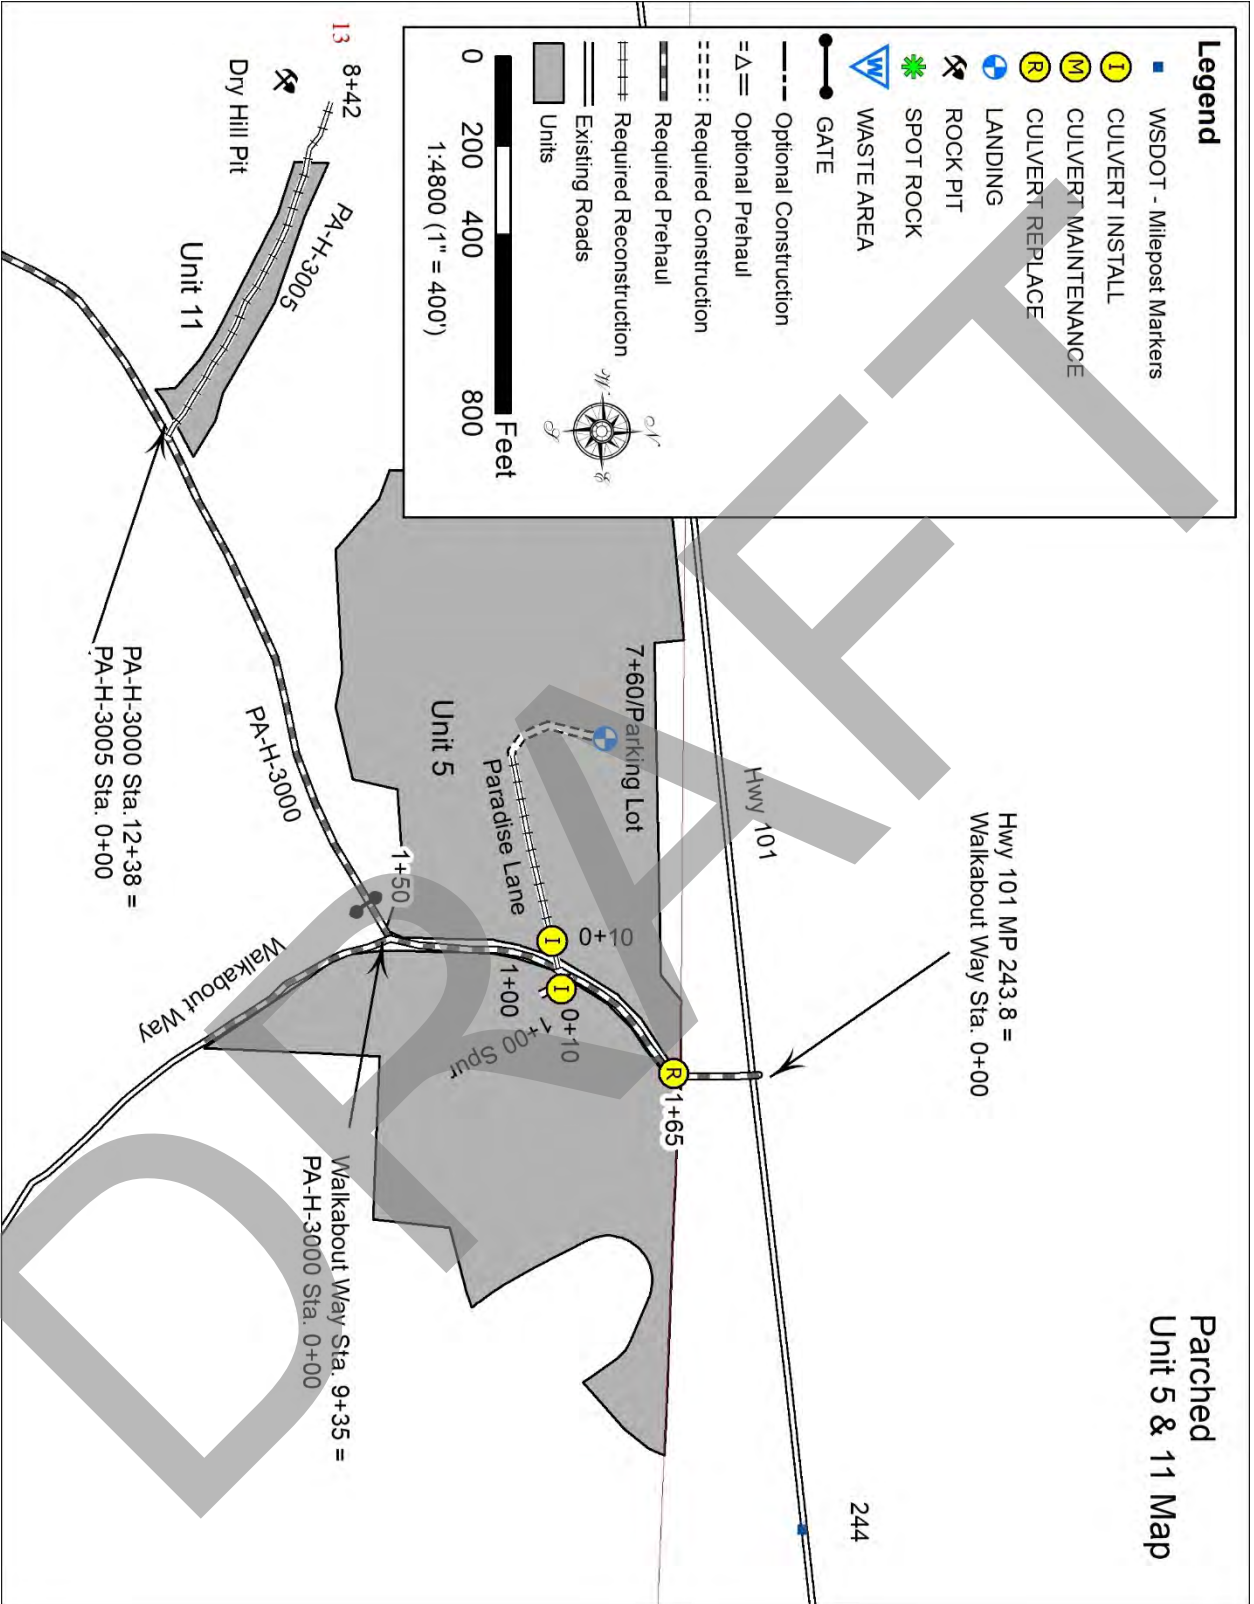 Parched
Unit 5 & 11 Map
Legend
WSDOT - Milepost Markers
I CULVERT INSTALL
M CULVERT MAINTENANCE
R CULVERT REPLACE
LANDING
ROCK PIT
SPOT ROCK
W WASTE AREA
GATE
Optional Construction
=Δ= Optional Prehaul
Required Construction
Required Prehaul
Required Reconstruction
Existing Roads
Units
N
W
E
S
Feet
0 200 400 800
1:4800 (1" = 400')
Hwy 101 MP 243.8 =
Walkabout Way Sta. 0+00
244
Hwy 101
7+60/Parking Lot
Unit 5
Paradise Lane
I
0+10
I
0+10
1+00
1+00 Spur
R
1+65
1+50
PA-H-3000
Walkabout Way
Walkabout Way Sta. 9+35 =
PA-H-3000 Sta. 0+00
PA-H-3000 Sta.12+38 =
PA-H-3005 Sta. 0+00
13
8+42
Dry Hill Pit
PA-H-3005
Unit 11
DRAFT